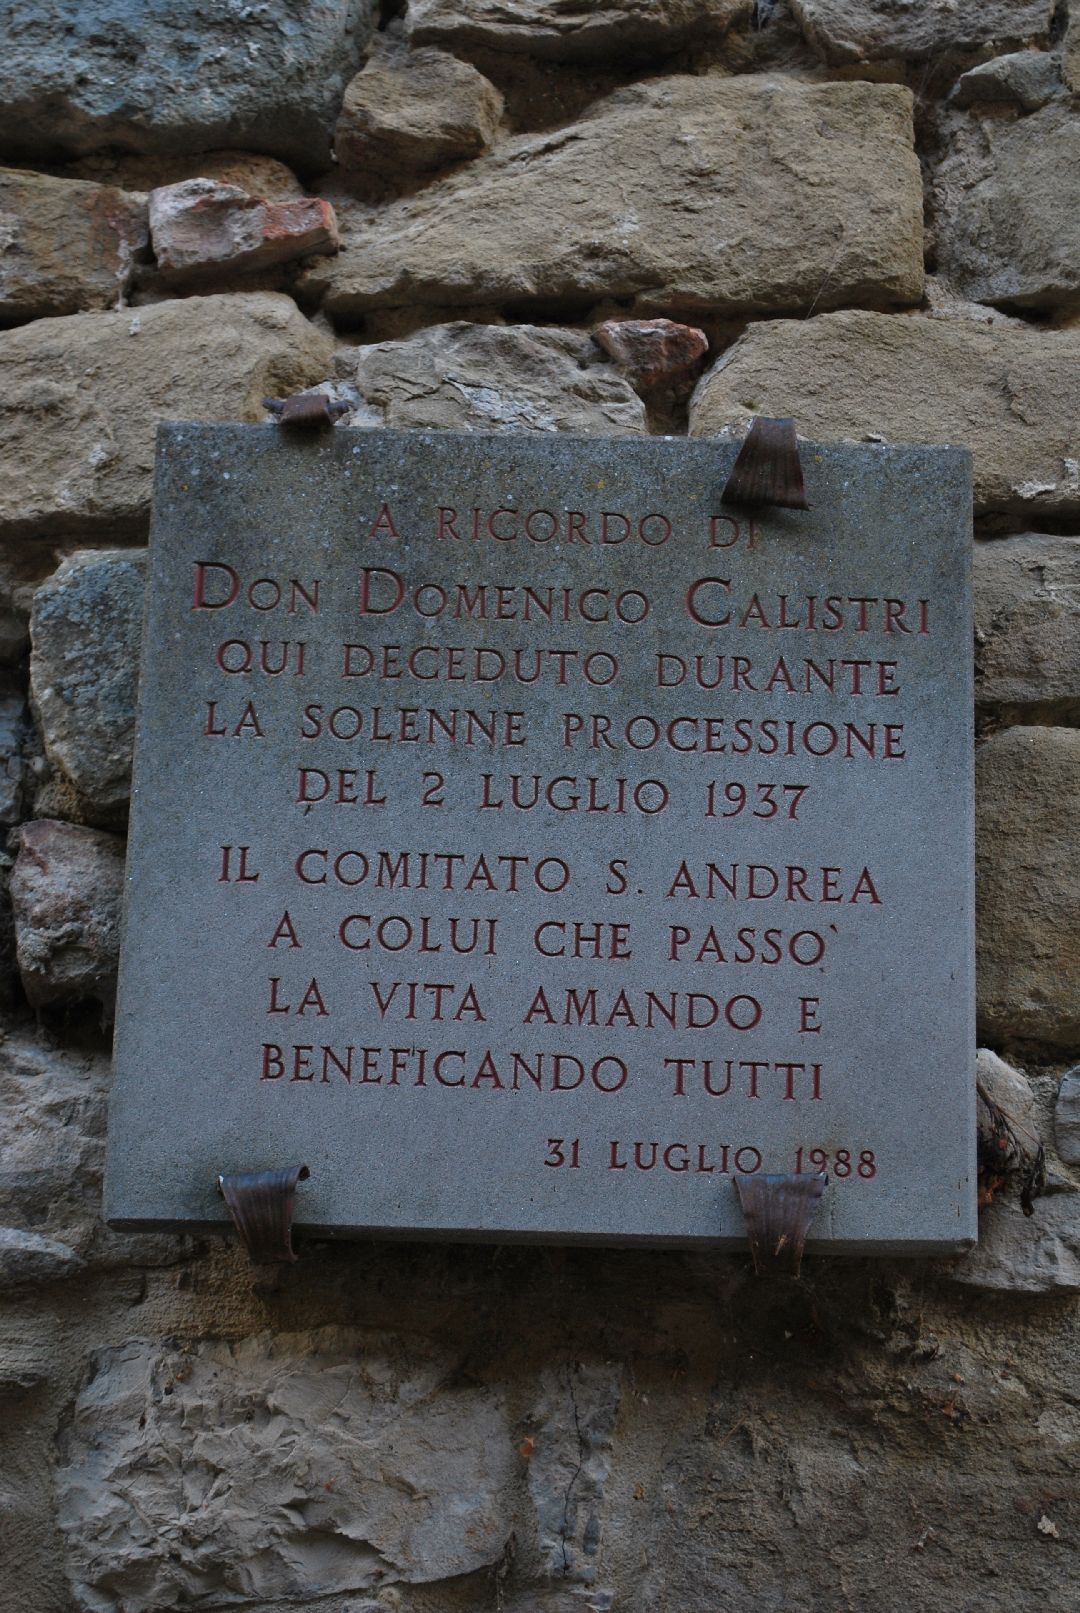 A RICORDO DI
DON DOMENICO CALISTRI
QUI DECEDUTO DURANTE
LA SOLENNE PROCESSIONE
DEL 2 LUGLIO 1937
IL COMITATO S. ANDREA
A COLUI CHE PASSO`
LA VITA AMANDO E
BENEFICANDO TUTTI
31 LUGLIO 1988